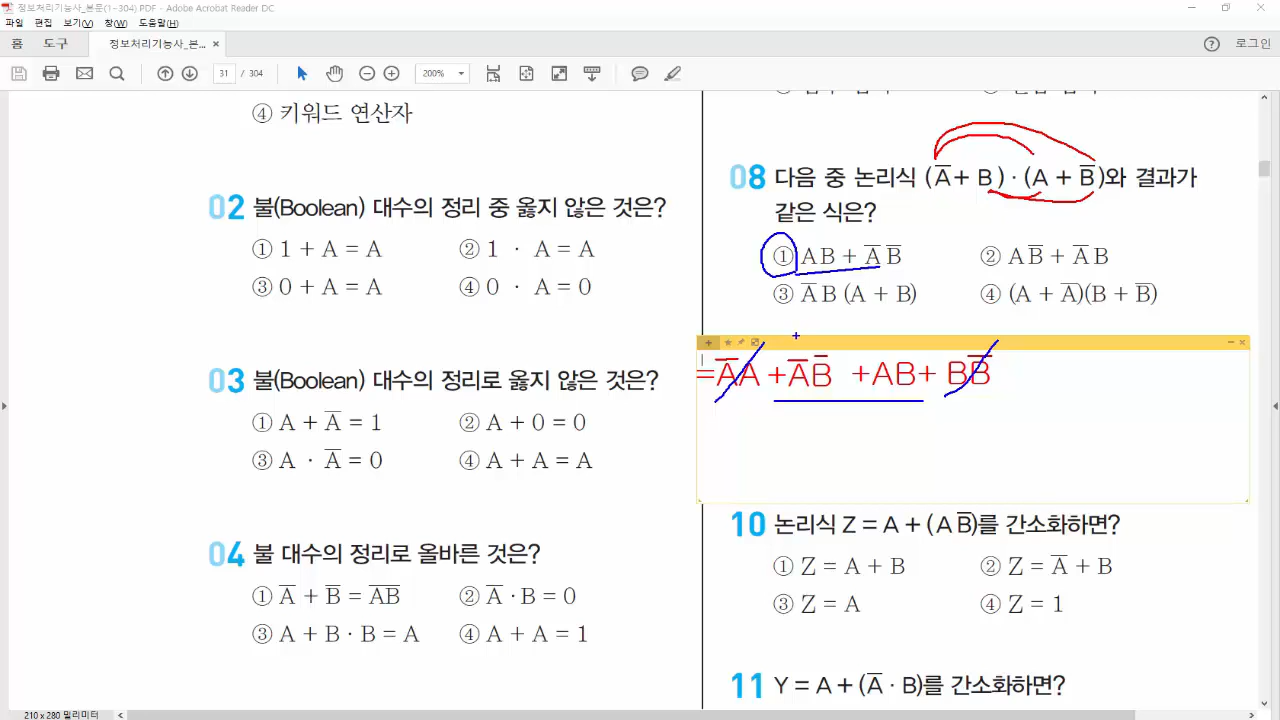 정보처리기능사_본문(1-304) PDF - Adobe Acrobat Reader DC
파일 편집 보기(V) 창(W) 도움말(H)
홈 도구 정보처리기능사_본... × 로그인
31 / 304 200%
④ 키워드 연산자
02 불(Boolean) 대수의 정리 중 옳지 않은 것은?
① 1 + A = A ② 1 · A = A
③ 0 + A = A ④ 0 · A = 0
03 불(Boolean) 대수의 정리로 옳지 않은 것은?
① A + A̅ = 1 ② A + 0 = 0
③ A · A̅ = 0 ④ A + A = A
04 불 대수의 정리로 올바른 것은?
① A̅ + B̅ = A̅B̅ ② A̅ · B = 0
③ A + B · B = A ④ A + A = 1
08 다음 중 논리식 (A̅ + B ) · (A + B̅)와 결과가
같은 식은?
① A B + A̅ B̅ ② A B̅ + A̅ B
③ A̅ B (A + B) ④ (A + A̅)(B + B̅)
=A̅A +A̅B̅ +AB+ BB̅
10 논리식 Z = A + (A B̅)를 간소화하면?
① Z = A + B ② Z = A̅ + B
③ Z = A ④ Z = 1
11 Y = A + (A̅ · B)를 간소화하면?
210 x 280 밀리미터